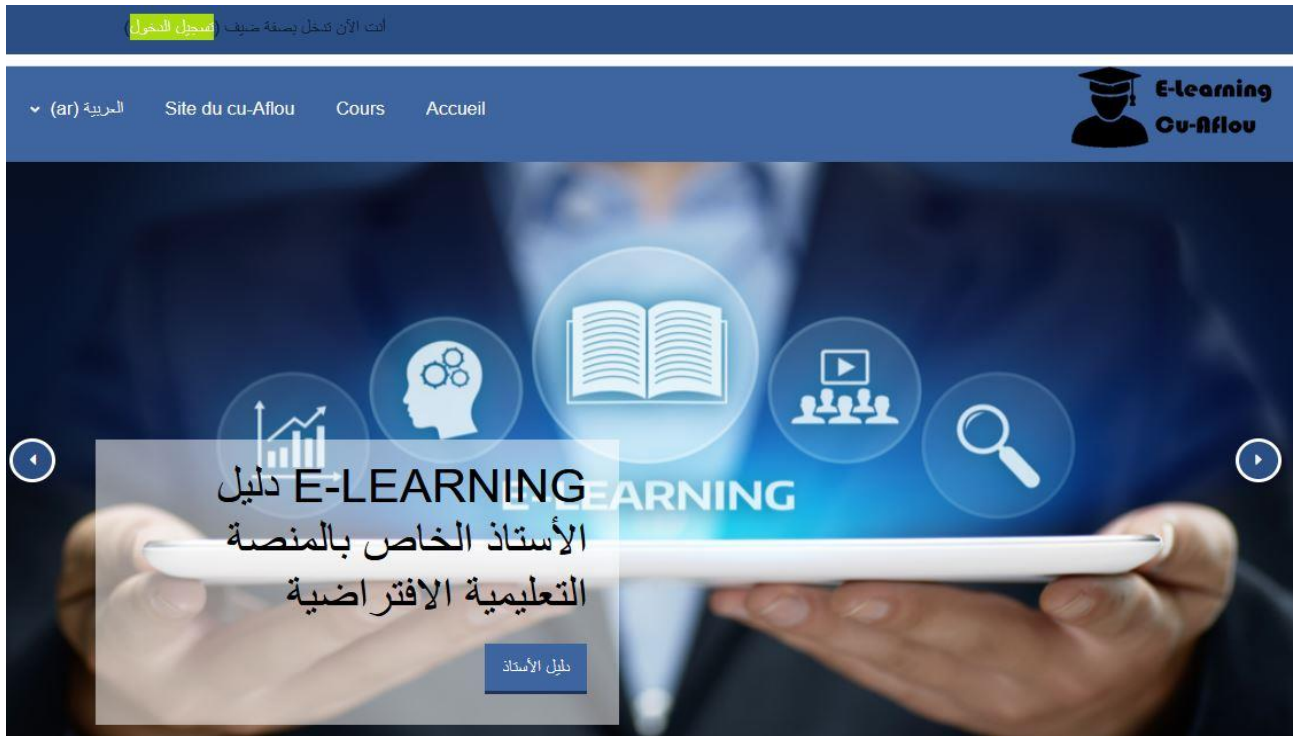 أنت الآن تدخل بصفة ضيف (تسجيل الدخول)
E-Learning
Cu-Aflou
Accueil
Cours
Site du cu-Aflou
العربية (ar)
E-LEARNING
E-LEARNING دليل
الأستاذ الخاص بالمنصة
التعليمية الافتراضية
دليل الأستاذ